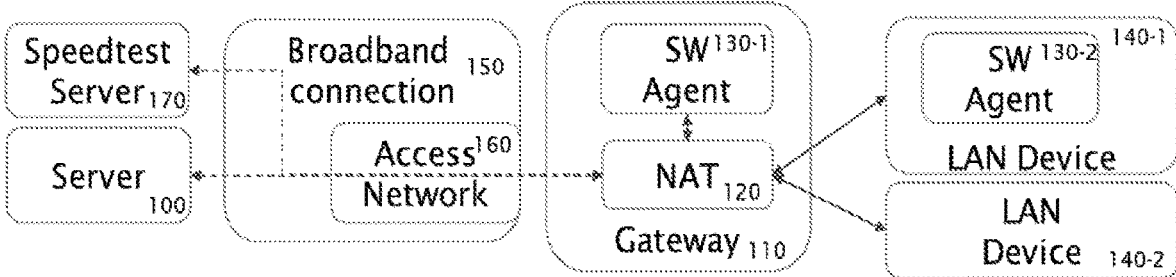 Speedtest
Server 170
Server
100
Broadband
connection 150
Access 160
Network
SW 130-1
Agent
NAT 120
Gateway 110
140-1
SW 130-2
Agent
LAN Device
LAN
Device 140-2